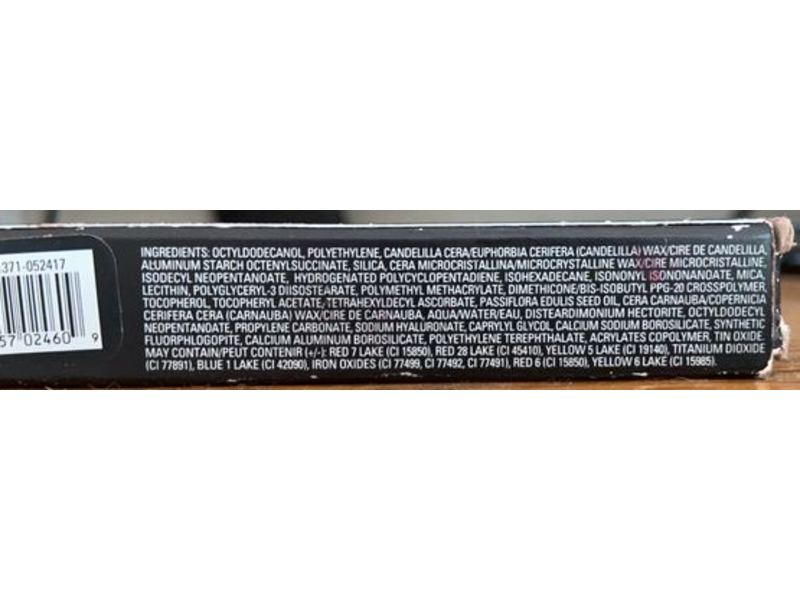 371-052417
57 02460 9
INGREDIENTS: OCTYLDODECANOL, POLYETHYLENE, CANDELILLA CERA/EUPHORBIA CERIFERA (CANDELILLA) WAX/CIRE DE CANDELILLA,
ALUMINUM STARCH OCTENYLSUCCINATE, SILICA, CERA MICROCRISTALLINA/MICROCRYSTALLINE WAX/CIRE MICROCRISTALLINE,
ISODECYL NEOPENTANOATE, HYDROGENATED POLYCYCLOPENTADIENE, ISOHEXADECANE, ISONONYL ISONONANOATE, MICA,
LECITHIN, POLYGLYCERYL-3 DIISOSTEARATE, POLYMETHYL METHACRYLATE, DIMETHICONE/BIS-ISOBUTYL PPG-20 CROSSPOLYMER,
TOCOPHEROL, TOCOPHERYL ACETATE, TETRAHEXYLDECYL ASCORBATE, PASSIFLORA EDULIS SEED OIL, CERA CARNAUBA/COPERNICIA
CERIFERA CERA (CARNAUBA) WAX/CIRE DE CARNAUBA, AQUA/WATER/EAU, DISTEARDIMONIUM HECTORITE, OCTYLDODECYL
NEOPENTANOATE, PROPYLENE CARBONATE, SODIUM HYALURONATE, CAPRYLYL GLYCOL, CALCIUM SODIUM BOROSILICATE, SYNTHETIC
FLUORPHLOGOPITE, CALCIUM ALUMINUM BOROSILICATE, POLYETHYLENE TEREPHTHALATE, ACRYLATES COPOLYMER, TIN OXIDE.
MAY CONTAIN/PEUT CONTENIR (+/-): RED 7 LAKE (CI 15850), RED 28 LAKE (CI 45410), YELLOW 5 LAKE (CI 19140), TITANIUM DIOXIDE
(CI 77891), BLUE 1 LAKE (CI 42090), IRON OXIDES (CI 77499, CI 77492, CI 77491), RED 6 (CI 15850), YELLOW 6 LAKE (CI 15985).